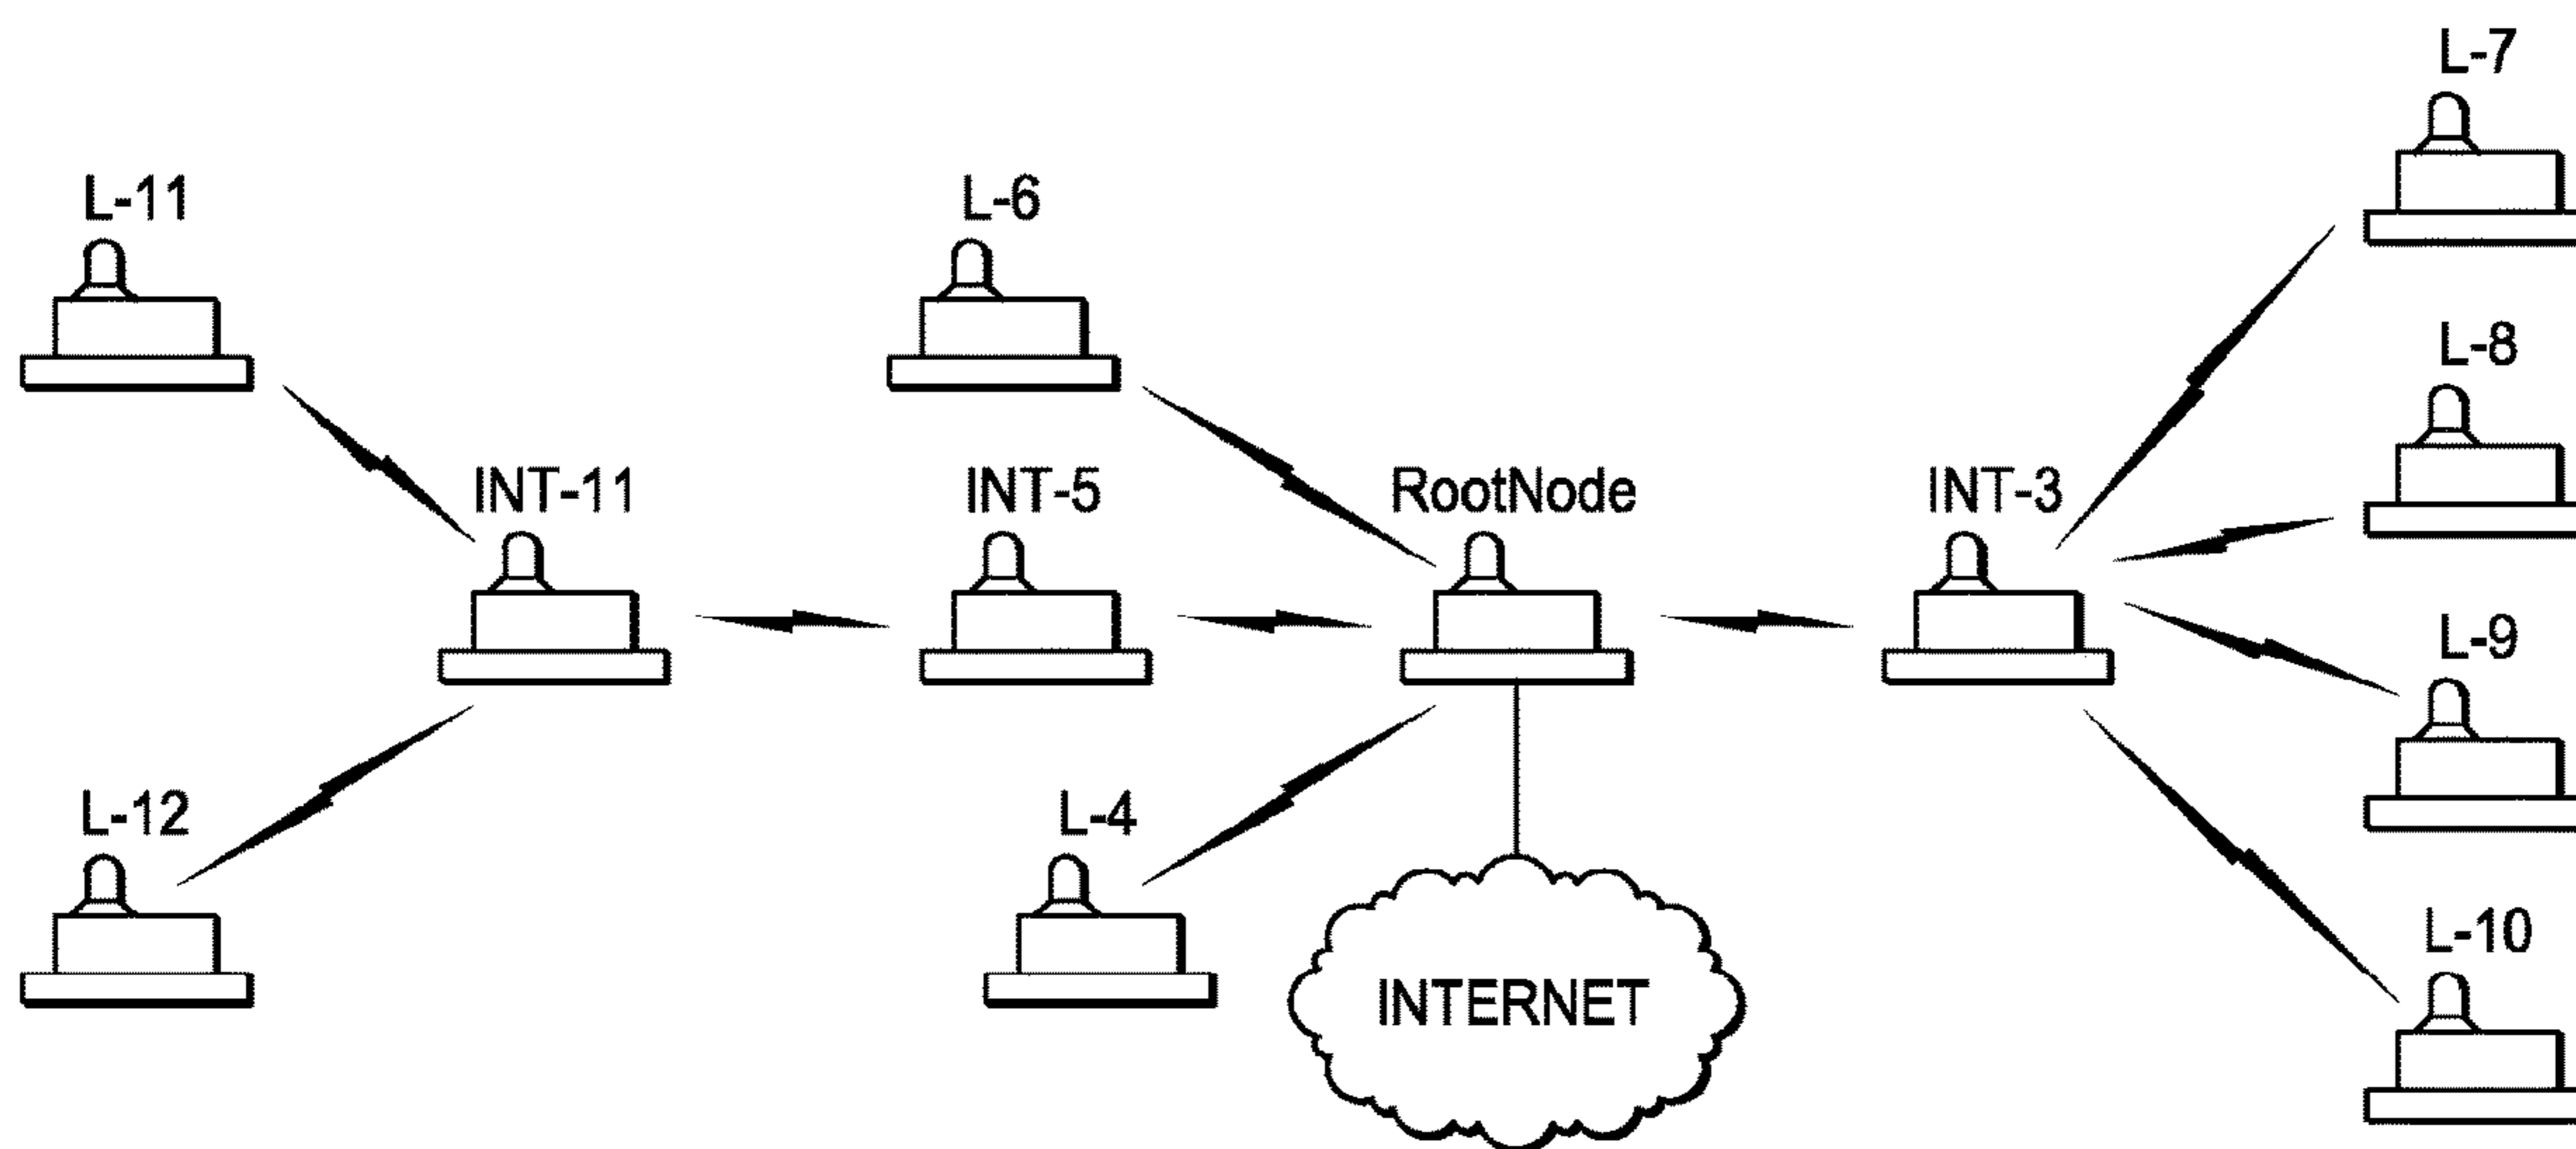 L-7
L-11
L-6
L-8
INT-11
INT-5
RootNode
INT-3
L-9
L-12
L-4
L-10
INTERNET